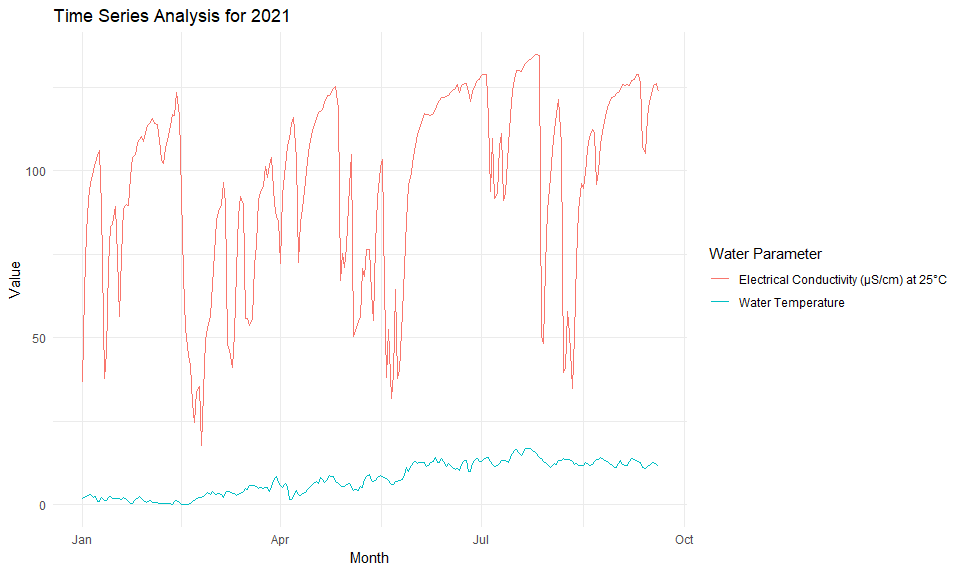 Time Series Analysis for 2021
Value
100
50
0
Jan
Apr
Jul
Oct
Month
Water Parameter
Electrical Conductivity (µS/cm) at 25°C
Water Temperature